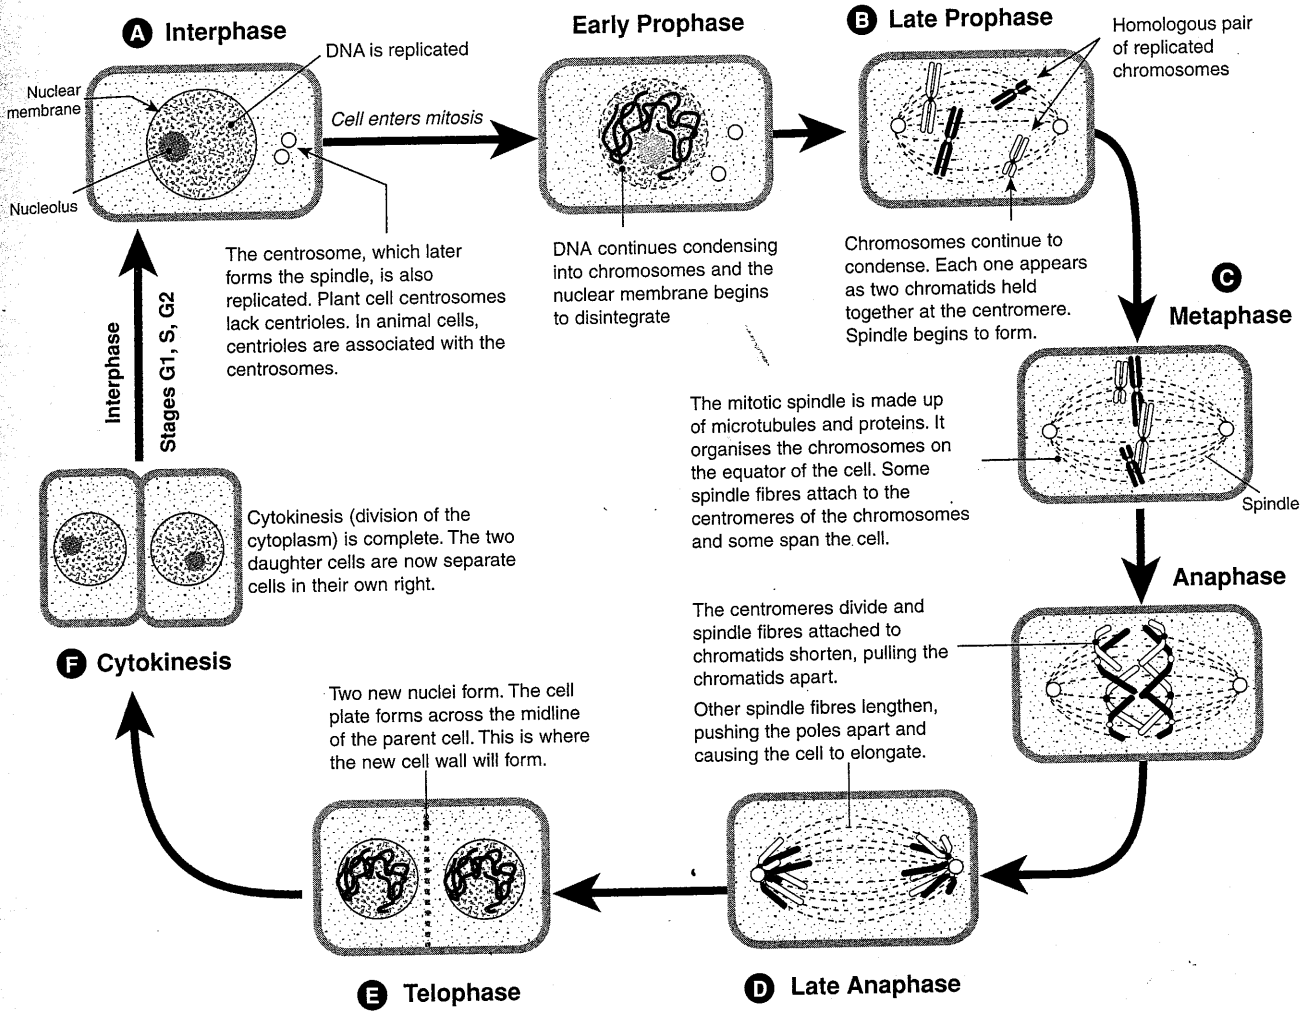 A Interphase
DNA is replicated
Nuclear
membrane
Nucleolus
The centrosome, which later
forms the spindle, is also
replicated. Plant cell centrosomes
lack centrioles. In animal cells,
centrioles are associated with the
centrosomes.
Cell enters mitosis
Early Prophase
DNA continues condensing
into chromosomes and the
nuclear membrane begins
to disintegrate
B Late Prophase
Homologous pair
of replicated
chromosomes
Chromosomes continue to
condense. Each one appears
as two chromatids held
together at the centromere.
Spindle begins to form.
C
Metaphase
The mitotic spindle is made up
of microtubules and proteins. It
organises the chromosomes on
the equator of the cell. Some
spindle fibres attach to the
centromeres of the chromosomes
and some span the cell.
Spindle
Anaphase
The centromeres divide and
spindle fibres attached to
chromatids shorten, pulling the
chromatids apart.
Other spindle fibres lengthen,
pushing the poles apart and
causing the cell to elongate.
D Late Anaphase
Two new nuclei form. The cell
plate forms across the midline
of the parent cell. This is where
the new cell wall will form.
E Telophase
Cytokinesis (division of the
cytoplasm) is complete. The two
daughter cells are now separate
cells in their own right.
F Cytokinesis
Interphase
Stages G1, S, G2